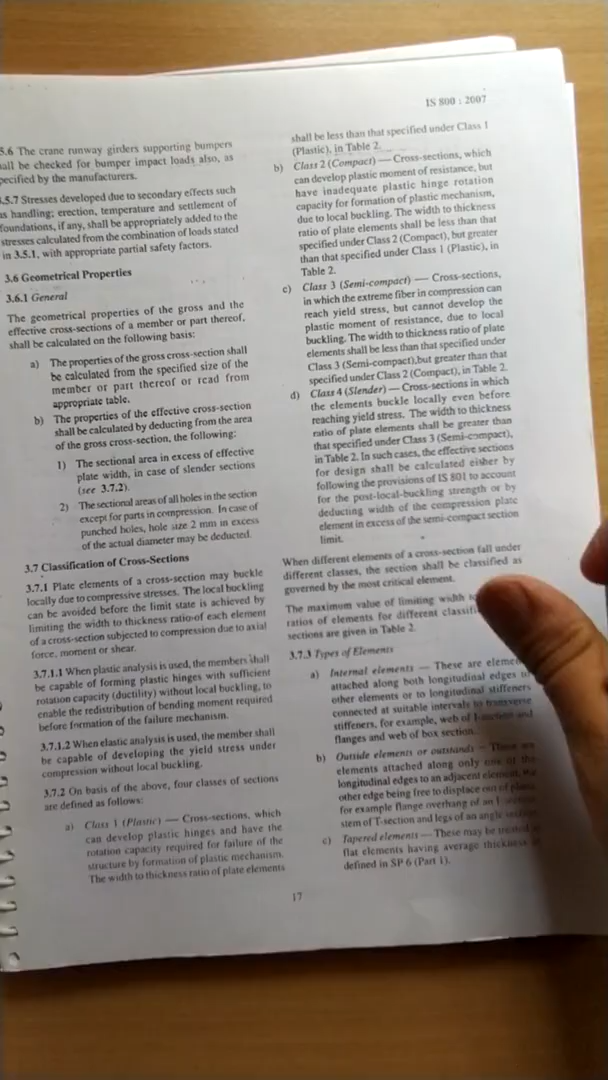 IS 800 : 2007
5.6 The crane runway girders supporting bumpers
all be checked for bumper impact loads also, as
pecified by the manufacturers.
.5.7 Stresses developed due to secondary effects such
as handling; erection, temperature and settlement of
foundations, if any, shall be appropriately added to the
stresses calculated from the combination of loads stated
in 3.5.1, with appropriate partial safety factors.
3.6 Geometrical Properties
3.6.1 General
The geometrical properties of the gross and the
effective cross-sections of a member or part thereof,
shall be calculated on the following basis:
a) The properties of the gross cross-section shall
be calculated from the specified size of the
member or part thereof or read from
appropriate table.
b) The properties of the effective cross-section
shall be calculated by deducting from the area
of the gross cross-section, the following:
1) The sectional area in excess of effective
plate width, in case of slender sections
(see 3.7.2).
2) The sectional areas of all holes in the section
except for parts in compression. In case of
punched holes, hole size 2 mm in excess
of the actual diameter may be deducted.
3.7 Classification of Cross-Sections
3.7.1 Plate elements of a cross-section may buckle
locally due to compressive stresses. The local buckling
can be avoided before the limit state is achieved by
limiting the width to thickness ratio of each element
of a cross-section subjected to compression due to axial
force, moment or shear.
3.7.1.1 When plastic analysis is used, the members shall
be capable of forming plastic hinges with sufficient
rotation capacity (ductility) without local buckling, to
enable the redistribution of bending moment required
before formation of the failure mechanism.
3.7.1.2 When elastic analysis is used, the member shall
be capable of developing the yield stress under
compression without local buckling.
3.7.2 On basis of the above, four classes of sections
are defined as follows:
a) Class 1 (Plastic) — Cross-sections, which
can develop plastic hinges and have the
rotation capacity required for failure of the
structure by formation of plastic mechanism.
The width to thickness ratio of plate elements
shall be less than that specified under Class 1
(Plastic), in Table 2.
b) Class 2 (Compact) — Cross-sections, which
can develop plastic moment of resistance, but
have inadequate plastic hinge rotation
capacity for formation of plastic mechanism,
due to local buckling. The width to thickness
ratio of plate elements shall be less than that
specified under Class 2 (Compact), but greater
than that specified under Class 1 (Plastic), in
Table 2.
c) Class 3 (Semi-compact) — Cross-sections,
in which the extreme fiber in compression can
reach yield stress, but cannot develop the
plastic moment of resistance, due to local
buckling. The width to thickness ratio of plate
elements shall be less than that specified under
Class 3 (Semi-compact),but greater than that
specified under Class 2 (Compact), in Table 2.
d) Class 4 (Slender) — Cross-sections in which
the elements buckle locally even before
reaching yield stress. The width to thickness
ratio of plate elements shall be greater than
that specified under Class 3 (Semi-compact),
in Table 2. In such cases, the effective sections
for design shall be calculated either by
following the provisions of IS 801 to account
for the post-local-buckling strength or by
deducting width of the compression plate
element in excess of the semi-compact section
limit.
When different elements of a cross-section fall under
different classes, the section shall be classified as
governed by the most critical element.
The maximum value of limiting width to
ratios of elements for different classifi
sections are given in Table 2.
3.7.3 Types of Elements
a) Internal elements — These are elemen
attached along both longitudinal edges to
other elements or to longitudinal stiffeners
connected at suitable intervals to transverse
stiffeners, for example, web of I-section and
flanges and web of box section.
b) Outside elements or outstands — These are
elements attached along only one of the
longitudinal edges to an adjacent element, the
other edge being free to displace out of plane
for example flange overhang of an I-section
stem of T-section and legs of an angle section.
c) Tapered elements — These may be treated as
flat elements having average thickness as
defined in SP 6 (Part 1).
17